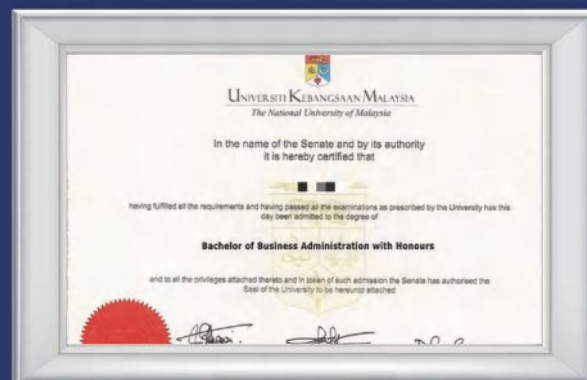 UNIVERSITI KEBANGSAAN MALAYSIA
The National University of Malaysia
In the name of the Senate and by its authority
it is hereby certified that
having fulfilled all the requirements and having passed all the examinations as prescribed by the University has this
day been admitted to the degree of
Bachelor of Business Administration with Honours
and to all the privileges attached thereto and in token of such admission the Senate has authorised the
Seal of the University to be hereunto attached